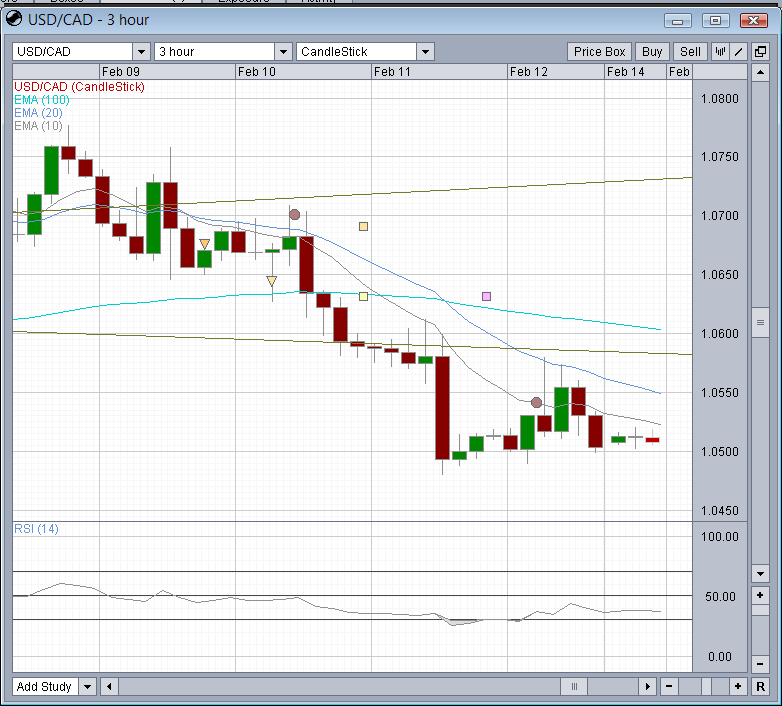 USD/CAD - 3 hour
USD/CAD 3 hour CandleStick Price Box Buy Sell
Feb 09 Feb 10 Feb 11 Feb 12 Feb 14 Feb
USD/CAD (CandleStick)
EMA (100)
EMA (20)
EMA (10)
1.0800
1.0750
1.0700
1.0650
1.0600
1.0550
1.0500
1.0450
RSI (14)
100.00
50.00
0.00
Add Study R